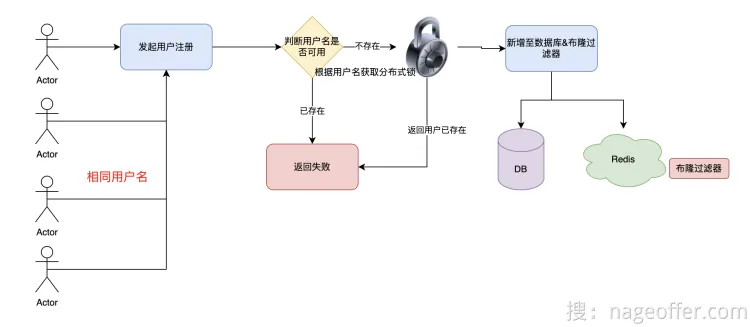 Actor
发起用户注册
判断用户名是
否可用
不存在
根据用户名获取分布式锁
新增至数据库&布隆过
滤器
Actor
已存在
返回用户已存在
相同用户名
返回失败
DB
Redis
布隆过滤器
Actor
Actor
搜：nageoffer.com